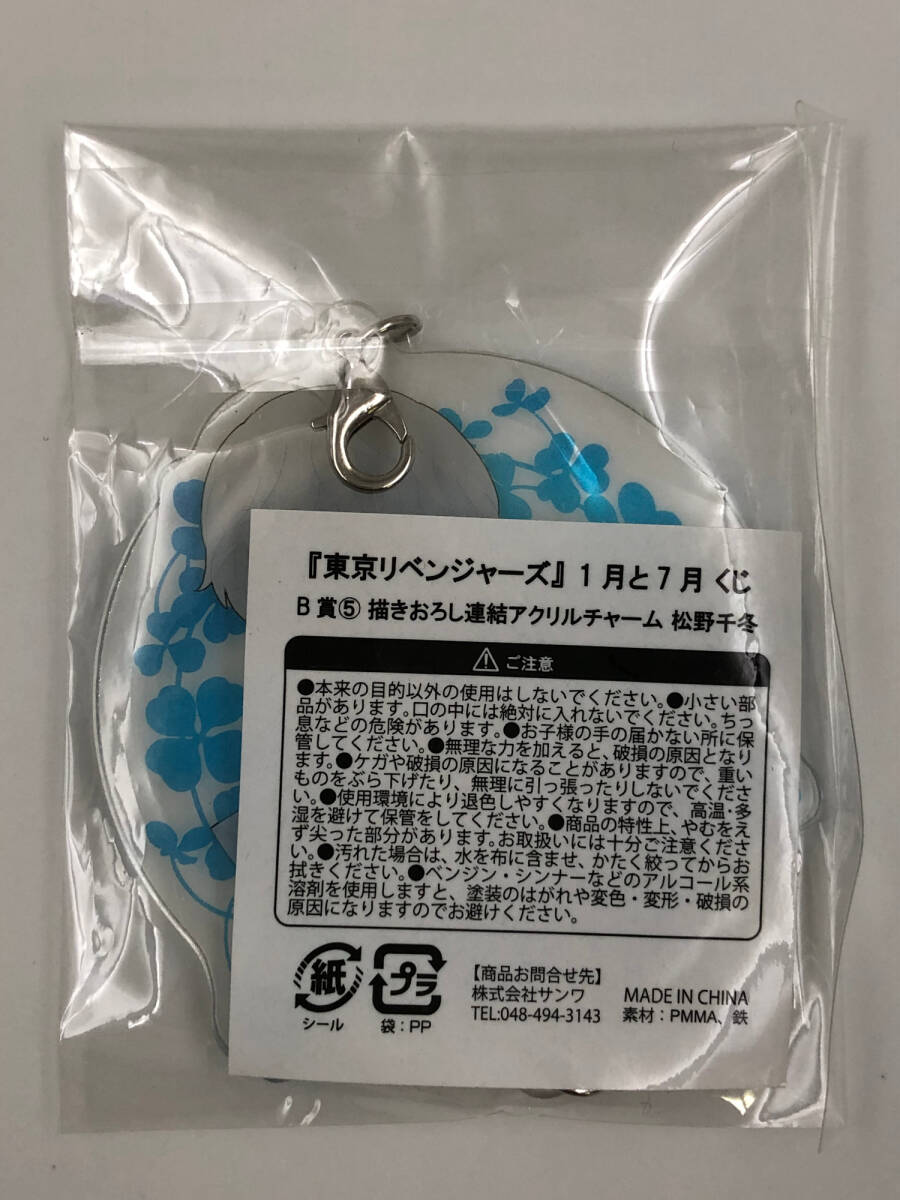 『東京リベンジャーズ』1月と7月くじ
B賞⑤ 描きおろし連結アクリルチャーム 松野千冬
ご注意
●本来の目的以外の使用はしないでください。●小さい部
品があります。口の中には絶対に入れないでください。ちっ
息などの危険があります。●お子様の手の届かない所に保
管してください。●無理な力を加えると、破損の原因となり
ます。●ケガや破損の原因になることがありますので、重い
ものをぶら下げたり、無理に引っ張ったりしないでくださ
い。●使用環境により退色しやすくなりますので、高温・多
湿を避けて保管をしてください。●商品の特性上、やむをえ
ず尖った部分があります。お取扱いには十分ご注意くださ
い。●汚れた場合は、水を布に含ませ、かたく絞ってからお
拭きください。●ベンジン・シンナーなどのアルコール系
溶剤を使用しますと、塗装のはがれや変色・変形・破損の
原因になりますのでお避けください。
紙
シール
プラ
袋：PP
【商品お問合せ先】
株式会社サンワ
TEL:048-494-3143
MADE IN CHINA
素材：PMMA、鉄